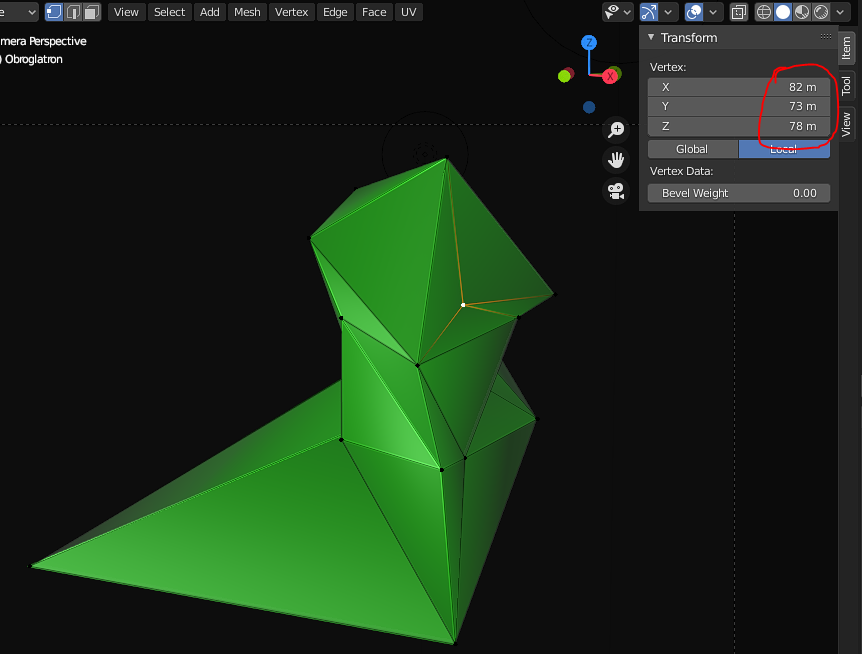 e View Select Add Mesh Vertex Edge Face UV
mera Perspective
) Obroglatron
Z
X
Transform
Vertex:
X 82 m
Y 73 m
Z 78 m
Global Local
Vertex Data:
Bevel Weight 0.00
Item
Tool
View